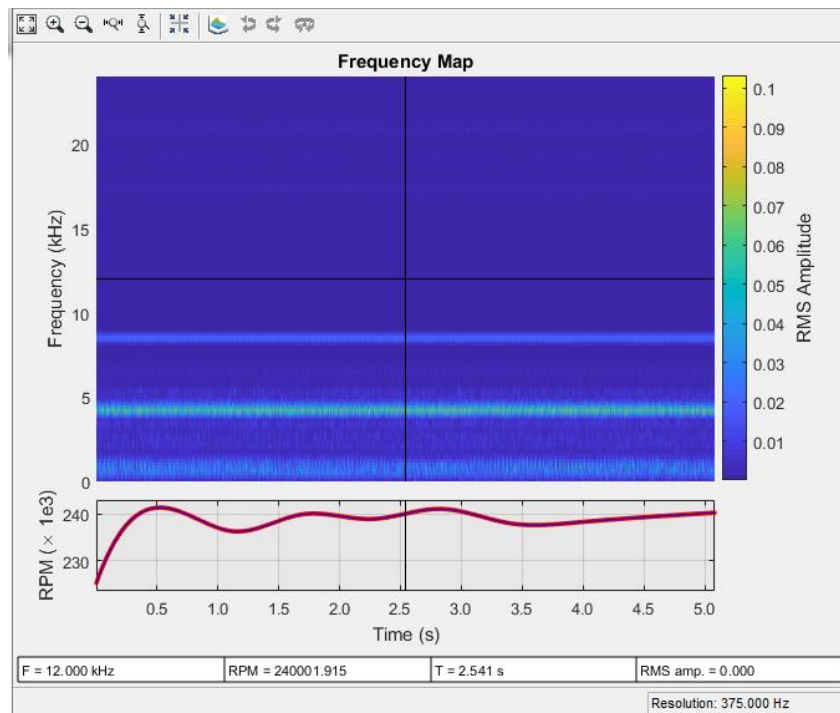 Frequency Map
Frequency (kHz)
20
15
10
5
0
0.1
0.09
0.08
0.07
0.06
0.05
0.04
0.03
0.02
0.01
RMS Amplitude
RPM (× 1e3)
240
230
0.5 1.0 1.5 2.0 2.5 3.0 3.5 4.0 4.5 5.0
Time (s)
F = 12.000 kHz RPM = 240001.915 T = 2.541 s RMS amp. = 0.000
Resolution: 375.000 Hz